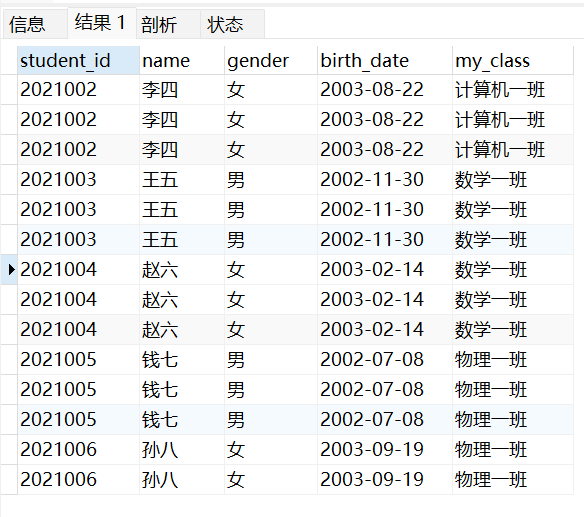 信息 结果 1 剖析 状态
student_id name gender birth_date my_class
2021002 李四 女 2003-08-22 计算机一班
2021002 李四 女 2003-08-22 计算机一班
2021002 李四 女 2003-08-22 计算机一班
2021003 王五 男 2002-11-30 数学一班
2021003 王五 男 2002-11-30 数学一班
2021003 王五 男 2002-11-30 数学一班
2021004 赵六 女 2003-02-14 数学一班
2021004 赵六 女 2003-02-14 数学一班
2021004 赵六 女 2003-02-14 数学一班
2021005 钱七 男 2002-07-08 物理一班
2021005 钱七 男 2002-07-08 物理一班
2021005 钱七 男 2002-07-08 物理一班
2021006 孙八 女 2003-09-19 物理一班
2021006 孙八 女 2003-09-19 物理一班